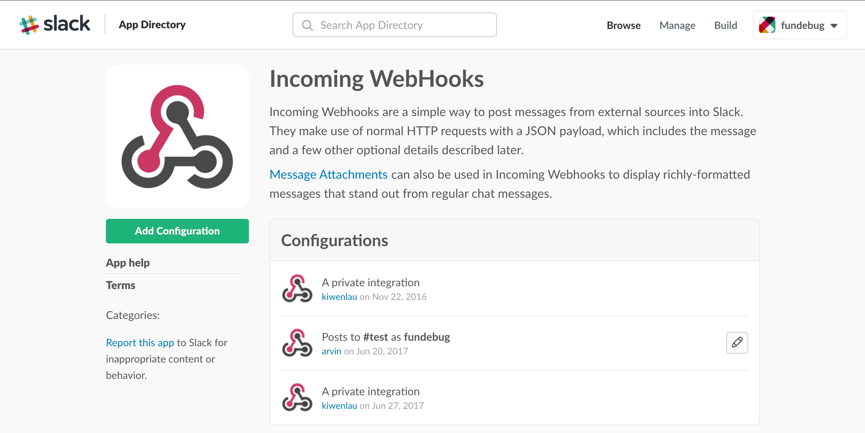 slack
App Directory
Search App Directory
Browse
Manage
Build
fundebug
Incoming WebHooks
Incoming Webhooks are a simple way to post messages from external sources into Slack.
They make use of normal HTTP requests with a JSON payload, which includes the message
and a few other optional details described later.
Message Attachments can also be used in Incoming Webhooks to display richly-formatted
messages that stand out from regular chat messages.
Add Configuration
App help
Terms
Categories:
Report this app to Slack for
inappropriate content or
behavior.
Configurations
A private integration
kiwenlau on Nov 22, 2016
Posts to #test as fundebug
arvin on Jun 20, 2017
A private integration
kiwenlau on Jun 27, 2017